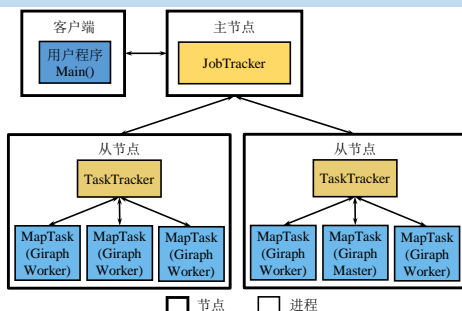 客户端
用户程序
Main()
主节点
JobTracker
从节点
TaskTracker
MapTask
(Giraph
Worker)
MapTask
(Giraph
Worker)
MapTask
(Giraph
Worker)
从节点
TaskTracker
MapTask
(Giraph
Worker)
MapTask
(Giraph
Master)
MapTask
(Giraph
Worker)
节点
进程